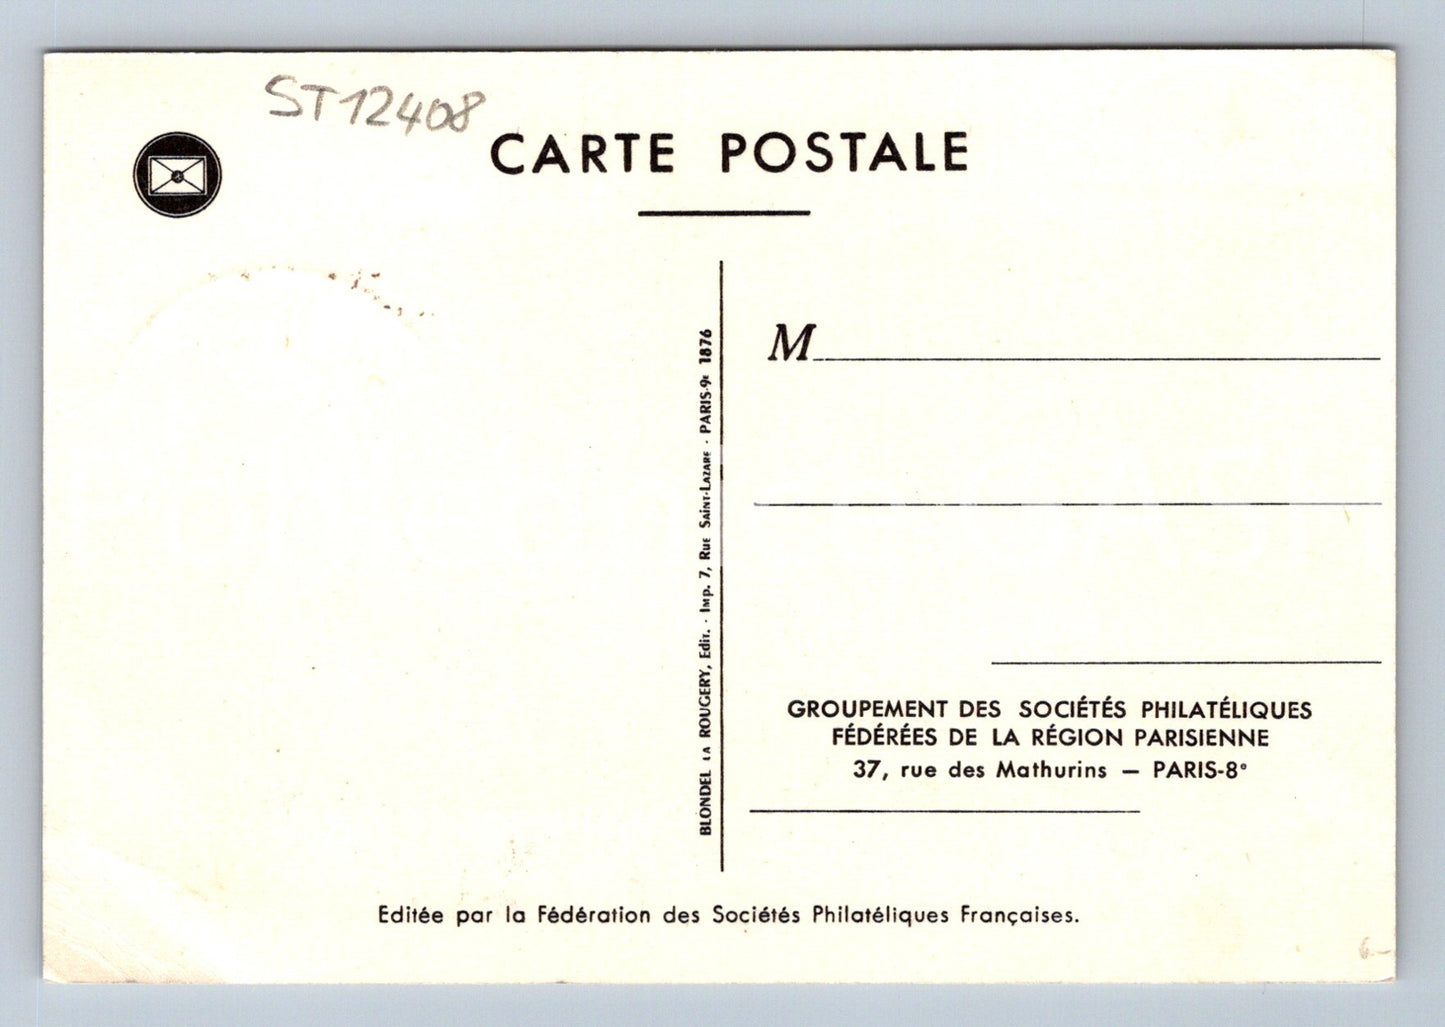 ST12408
CARTE POSTALE
M
BLONDEL LA ROUGERY, Edit. · Imp. 7, Rue Saint-Lazare · PARIS-9E 1876
GROUPEMENT DES SOCIÉTÉS PHILATÉLIQUES
FÉDÉRÉES DE LA RÉGION PARISIENNE
37, rue des Mathurins — PARIS-8e
Editée par la Fédération des Sociétés Philatéliques Françaises.
6.–